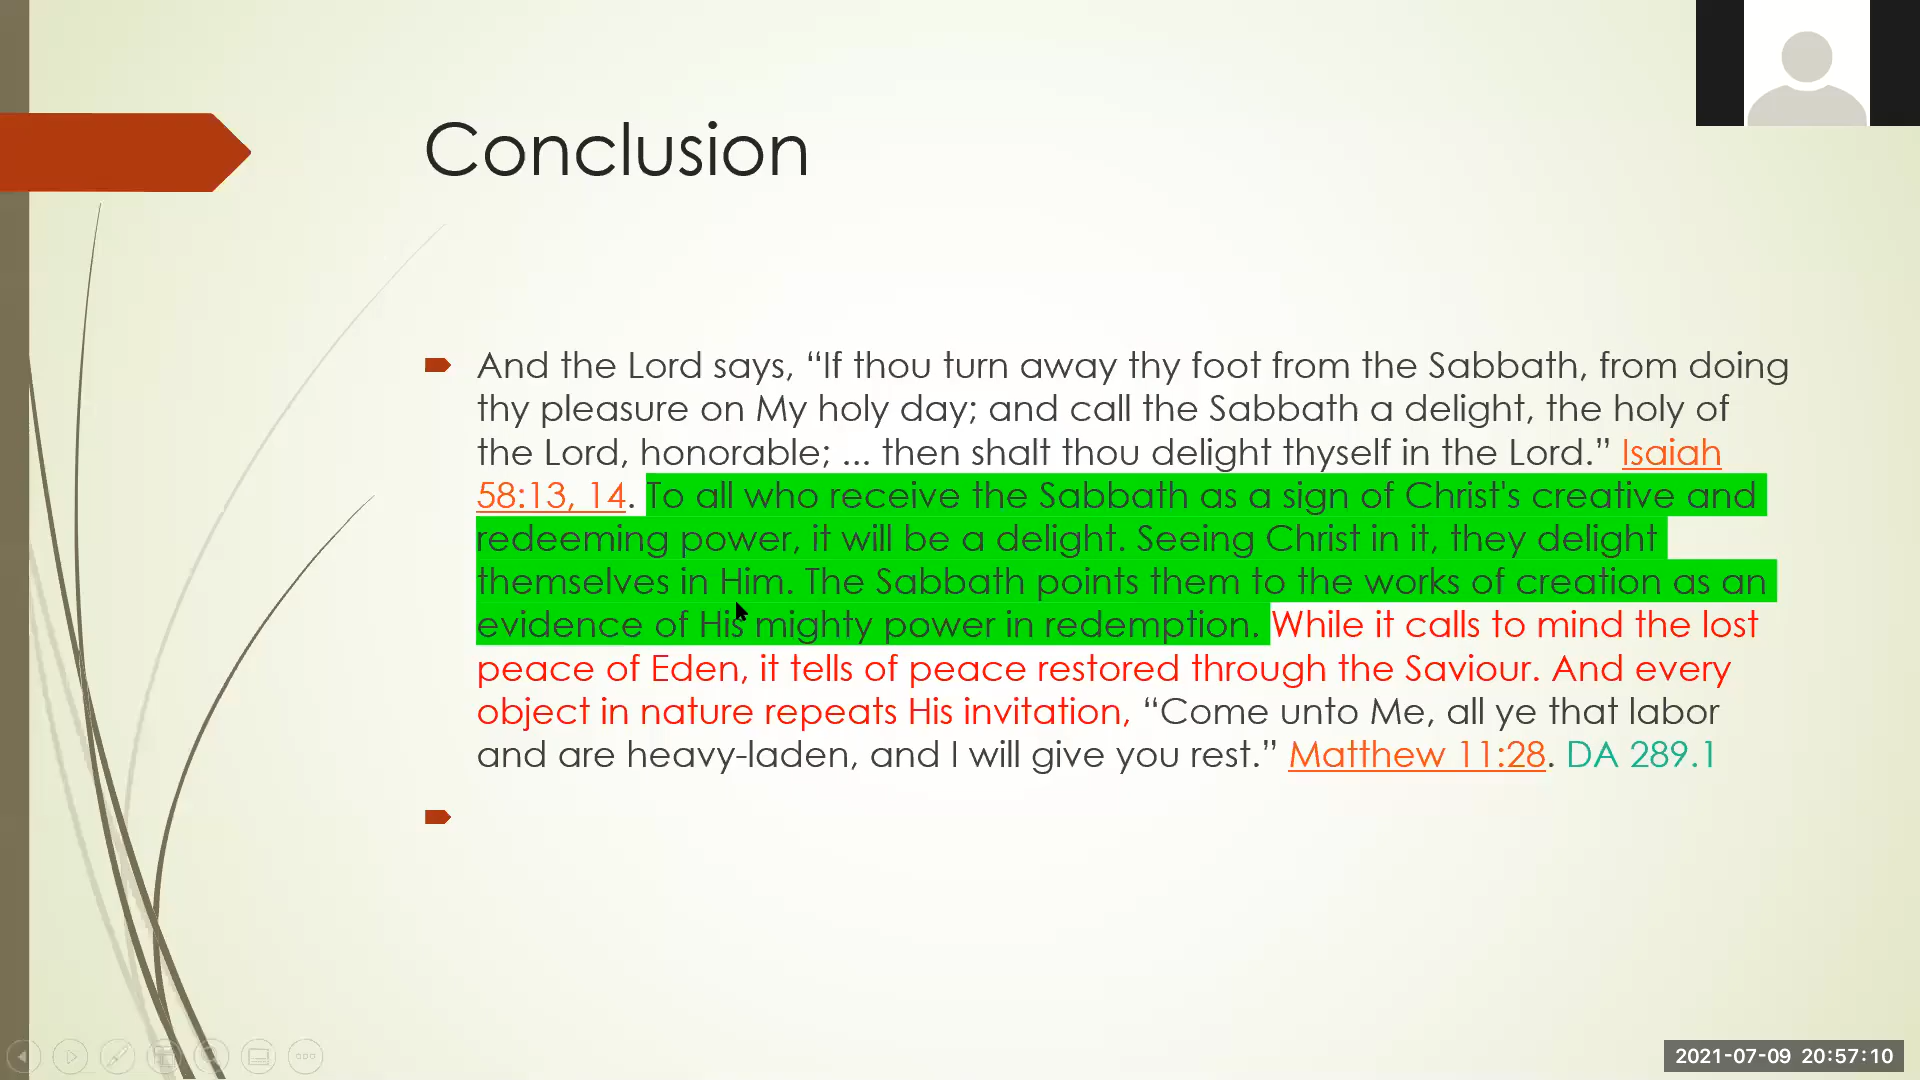 Conclusion
And the Lord says, “If thou turn away thy foot from the Sabbath, from doing
thy pleasure on My holy day; and call the Sabbath a delight, the holy of
the Lord, honorable; ... then shalt thou delight thyself in the Lord.” Isaiah
58:13, 14. To all who receive the Sabbath as a sign of Christ's creative and
redeeming power, it will be a delight. Seeing Christ in it, they delight
themselves in Him. The Sabbath points them to the works of creation as an
evidence of His mighty power in redemption. While it calls to mind the lost
peace of Eden, it tells of peace restored through the Saviour. And every
object in nature repeats His invitation, “Come unto Me, all ye that labor
and are heavy-laden, and I will give you rest.” Matthew 11:28. DA 289.1
2021-07-09 20:57:10